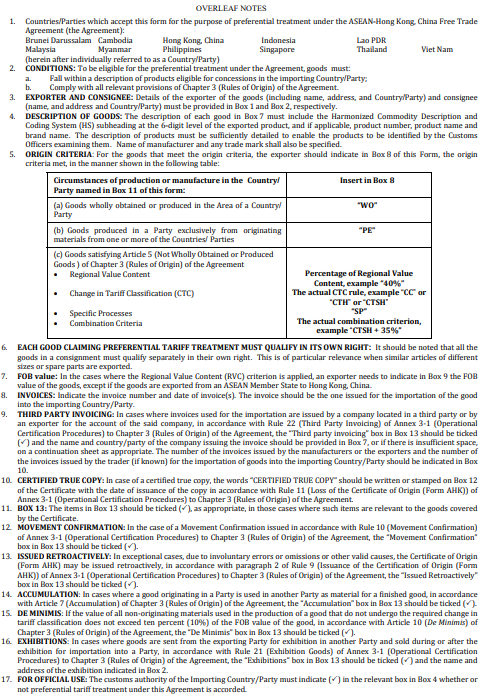 OVERLEAF NOTES
1. Countries/Parties which accept this form for the purpose of preferential treatment under the ASEAN-Hong Kong, China Free Trade
Agreement (the Agreement):
Brunei Darussalam Cambodia Hong Kong, China Indonesia Lao PDR
Malaysia Myanmar Philippines Singapore Thailand Viet Nam
(herein after individually referred to as a Country/Party)
2. CONDITIONS: To be eligible for the preferential treatment under the Agreement, goods must:
a. Fall within a description of products eligible for concessions in the importing Country/Party;
b. Comply with all relevant provisions of Chapter 3 (Rules of Origin) of the Agreement.
3. EXPORTER AND CONSIGNEE: Details of the exporter of the goods (including name, address, and Country/Party) and consignee
(name, and address and Country/Party) must be provided in Box 1 and Box 2, respectively.
4. DESCRIPTION OF GOODS: The description of each good in Box 7 must include the Harmonized Commodity Description and
Coding System (HS) subheading at the 6-digit level of the exported product, and if applicable, product number, product name and
brand name. The description of products must be sufficiently detailed to enable the products to be identified by the Customs
Officers examining them. Name of manufacturer and any trade mark shall also be specified.
5. ORIGIN CRITERIA: For the goods that meet the origin criteria, the exporter should indicate in Box 8 of this Form, the origin
criteria met, in the manner shown in the following table:
Circumstances of production or manufacture in the Country/
Party named in Box 11 of this form:
Insert in Box 8
(a) Goods wholly obtained or produced in the Area of a Country/
Party
"WO"
(b) Goods produced in a Party exclusively from originating
materials from one or more of the Countries/ Parties
"PE"
(c) Goods satisfying Article 5 (Not Wholly Obtained or Produced
Goods ) of Chapter 3 (Rules of Origin) of the Agreement
• Regional Value Content
• Change in Tariff Classification (CTC)
• Specific Processes
• Combination Criteria
Percentage of Regional Value
Content, example "40%"
The actual CTC rule, example "CC" or
"CTH" or "CTSH"
"SP"
The actual combination criterion,
example "CTSH + 35%"
6. EACH GOOD CLAIMING PREFERENTIAL TARIFF TREATMENT MUST QUALIFY IN ITS OWN RIGHT: It should be noted that all the
goods in a consignment must qualify separately in their own right. This is of particular relevance when similar articles of different
sizes or spare parts are exported.
7. FOB value: In the cases where the Regional Value Content (RVC) criterion is applied, an exporter needs to indicate in Box 9 the FOB
value of the goods, except if the goods are exported from an ASEAN Member State to Hong Kong, China.
8. INVOICES: Indicate the invoice number and date of invoice(s). The invoice should be the one issued for the importation of the good
into the importing Country/Party.
9. THIRD PARTY INVOICING: In cases where invoices used for the importation are issued by a company located in a third party or by
an exporter for the account of the said company, in accordance with Rule 22 (Third Party Invoicing) of Annex 3-1 (Operational
Certification Procedures) to Chapter 3 (Rules of Origin) of the Agreement, the "Third party invoicing" box in Box 13 should be ticked
(✓) and the name and country/party of the company issuing the invoice should be provided in Box 7, or if there is insufficient space,
on a continuation sheet as appropriate. The number of the invoices issued by the manufacturers or the exporters and the number of
the invoices issued by the trader (if known) for the importation of goods into the importing Country/Party should be indicated in Box
10.
10. CERTIFIED TRUE COPY: In case of a certified true copy, the words "CERTIFIED TRUE COPY" should be written or stamped on Box 12
of the Certificate with the date of issuance of the copy in accordance with Rule 11 (Loss of the Certificate of Origin (Form AHK)) of
Annex 3-1 (Operational Certification Procedures) to Chapter 3 (Rules of Origin) of the Agreement.
11. BOX 13: The items in Box 13 should be ticked (✓), as appropriate, in those cases where such items are relevant to the goods covered
by the Certificate.
12. MOVEMENT CONFIRMATION: In the case of a Movement Confirmation issued in accordance with Rule 10 (Movement Confirmation)
of Annex 3-1 (Operational Certification Procedures) to Chapter 3 (Rules of Origin) of the Agreement, the "Movement Confirmation"
box in Box 13 should be ticked (✓).
13. ISSUED RETROACTIVELY: In exceptional cases, due to involuntary errors or omissions or other valid causes, the Certificate of Origin
(Form AHK) may be issued retroactively, in accordance with paragraph 2 of Rule 9 (Issuance of the Certification of Origin (Form
AHK)) of Annex 3-1 (Operational Certification Procedures) to Chapter 3 (Rules of Origin) of the Agreement, the "Issued Retroactively"
box in Box 13 should be ticked (✓).
14. ACCUMULATION: In cases where a good originating in a Party is used in another Party as material for a finished good, in accordance
with Article 7 (Accumulation) of Chapter 3 (Rules of Origin) of the Agreement, the "Accumulation" box in Box 13 should be ticked (✓).
15. DE MINIMIS: If the value of all non-originating materials used in the production of a good that do not undergo the required change in
tariff classification does not exceed ten percent (10%) of the FOB value of the good, in accordance with Article 10 (De Minimis) of
Chapter 3 (Rules of Origin) of the Agreement, the "De Minimis" box in Box 13 should be ticked (✓).
16. EXHIBITIONS: In cases where goods are sent from the exporting Party for exhibition in another Party and sold during or after the
exhibition for importation into a Party, in accordance with Rule 21 (Exhibition Goods) of Annex 3-1 (Operational Certification
Procedures) to Chapter 3 (Rules of Origin) of the Agreement, the "Exhibitions" box in Box 13 should be ticked (✓) and the name and
address of the exhibition indicated in Box 2.
17. FOR OFFICIAL USE: The customs authority of the Importing Country/Party must indicate (✓) in the relevant box in Box 4 whether or
not preferential tariff treatment under this Agreement is accorded.